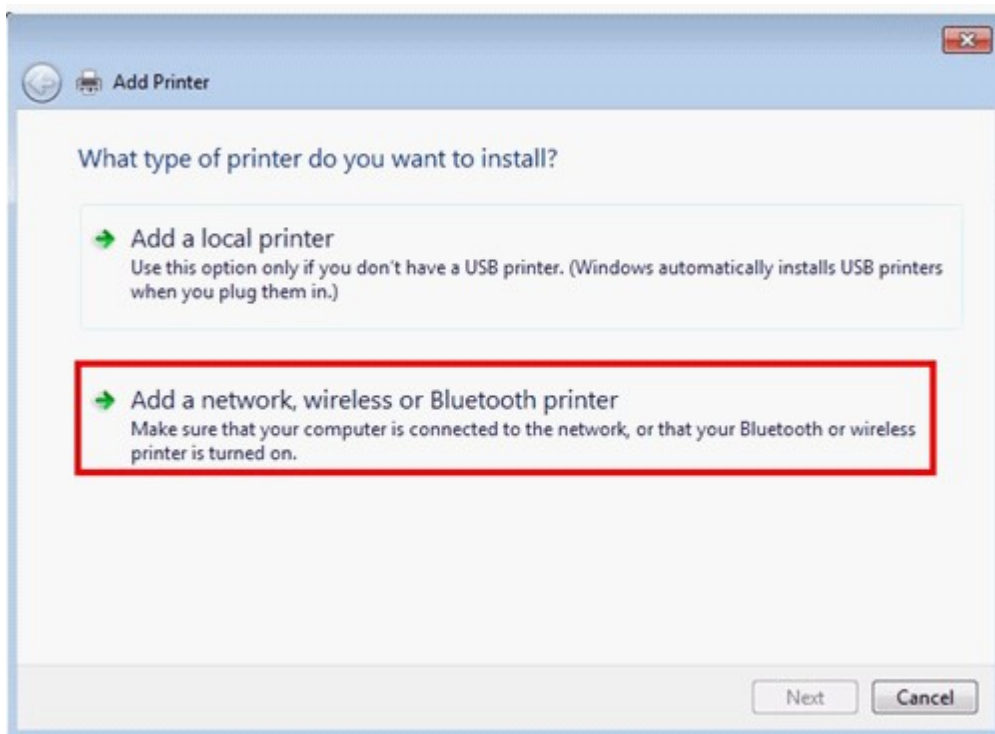 Add Printer
What type of printer do you want to install?
Add a local printer
Use this option only if you don't have a USB printer. (Windows automatically installs USB printers
when you plug them in.)
Add a network, wireless or Bluetooth printer
Make sure that your computer is connected to the network, or that your Bluetooth or wireless
printer is turned on.
Next
Cancel